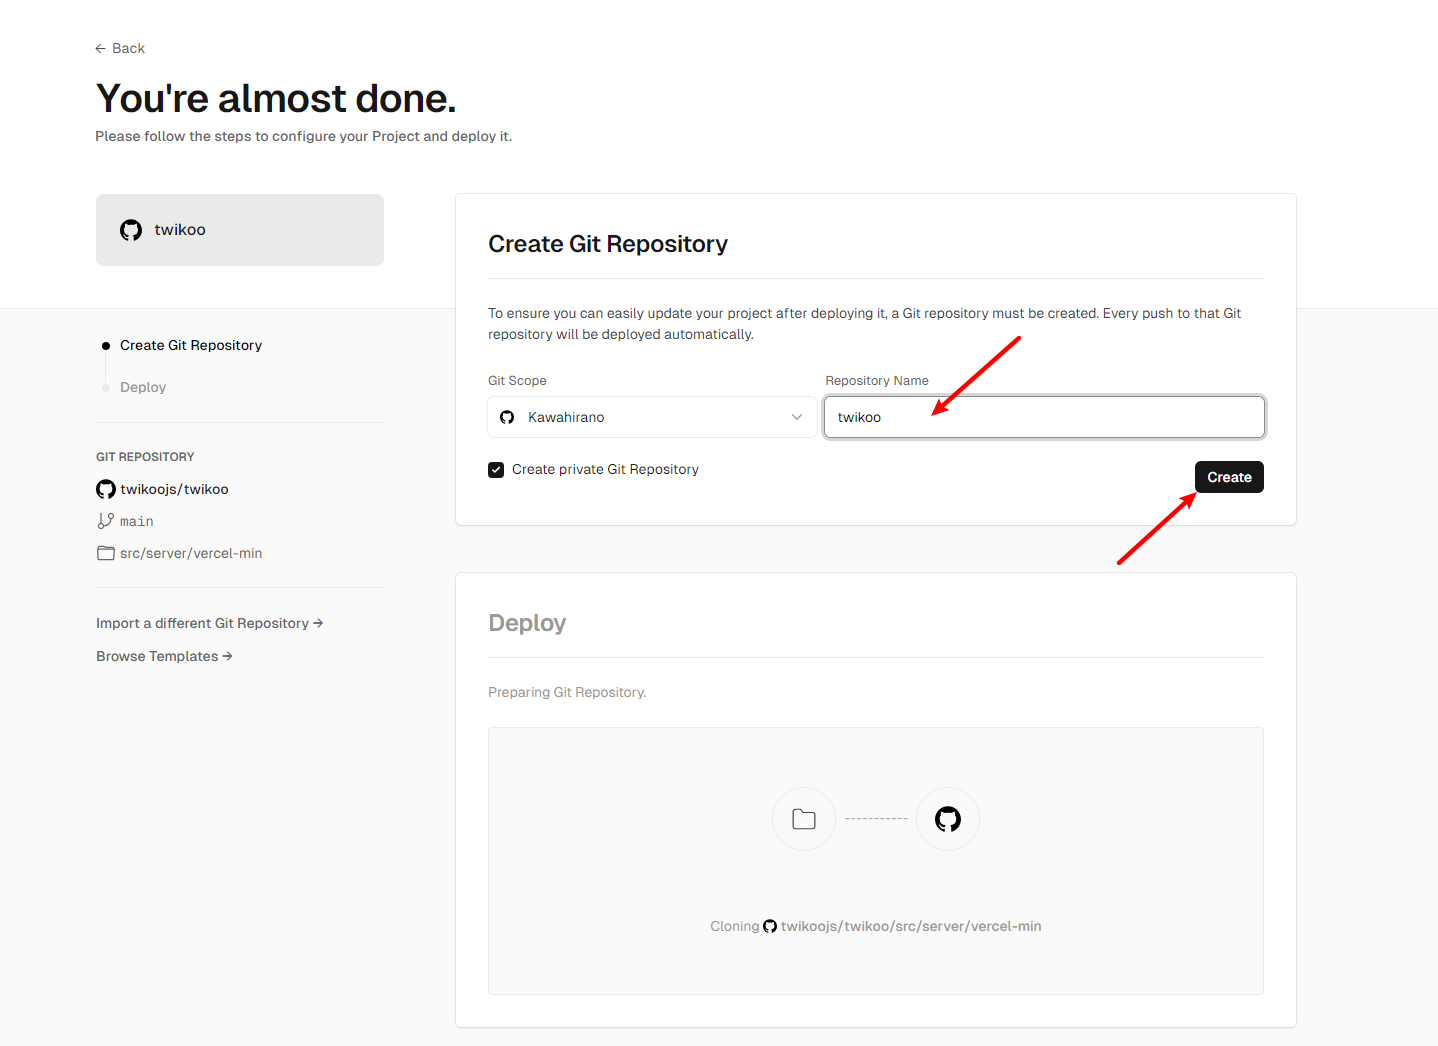 ← Back
You're almost done.
Please follow the steps to configure your Project and deploy it.
twikoo
Create Git Repository
Deploy
GIT REPOSITORY
twikoojs/twikoo
main
src/server/vercel-min
Import a different Git Repository →
Browse Templates →
Create Git Repository
To ensure you can easily update your project after deploying it, a Git repository must be created. Every push to that Git
repository will be deployed automatically.
Git Scope
Repository Name
Kawahirano
twikoo
Create private Git Repository
Create
Deploy
Preparing Git Repository.
Cloning twikoojs/twikoo/src/server/vercel-min